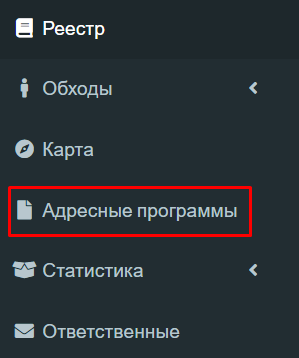 Реестр
Обходы
Карта
Адресные программы
Статистика
Ответственные